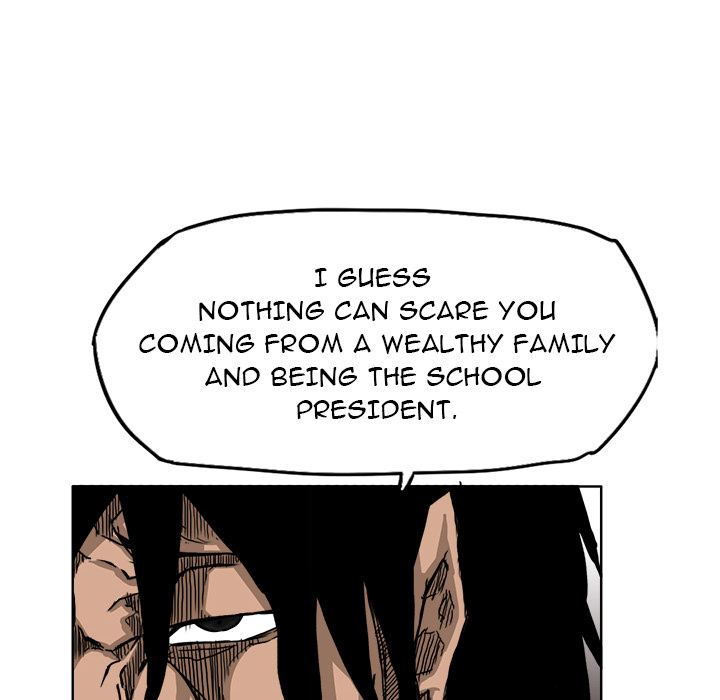 I GUESS
NOTHING CAN SCARE YOU
COMING FROM A WEALTHY FAMILY
AND BEING THE SCHOOL
PRESIDENT.